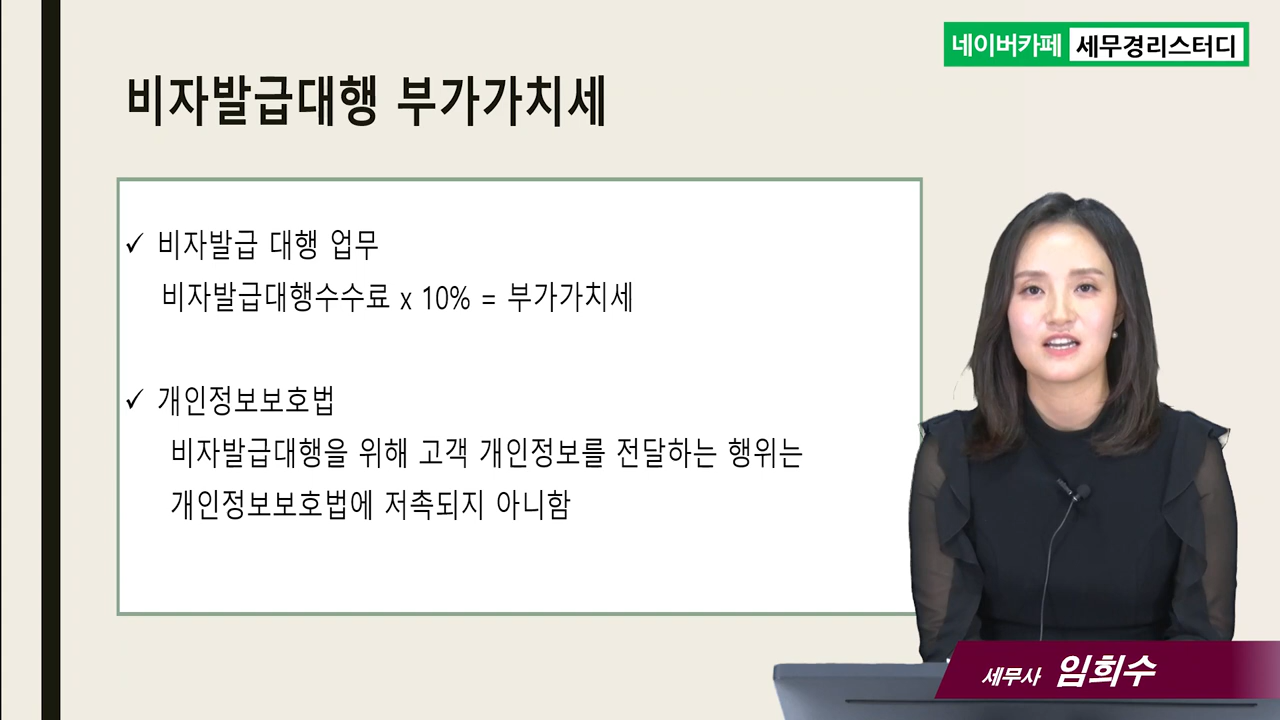 네이버카페 세무경리스터디
비자발급대행 부가가치세
✓ 비자발급 대행 업무
비자발급대행수수료 x 10% = 부가가치세
✓ 개인정보보호법
비자발급대행을 위해 고객 개인정보를 전달하는 행위는
개인정보보호법에 저촉되지 아니함
세무사 임희수